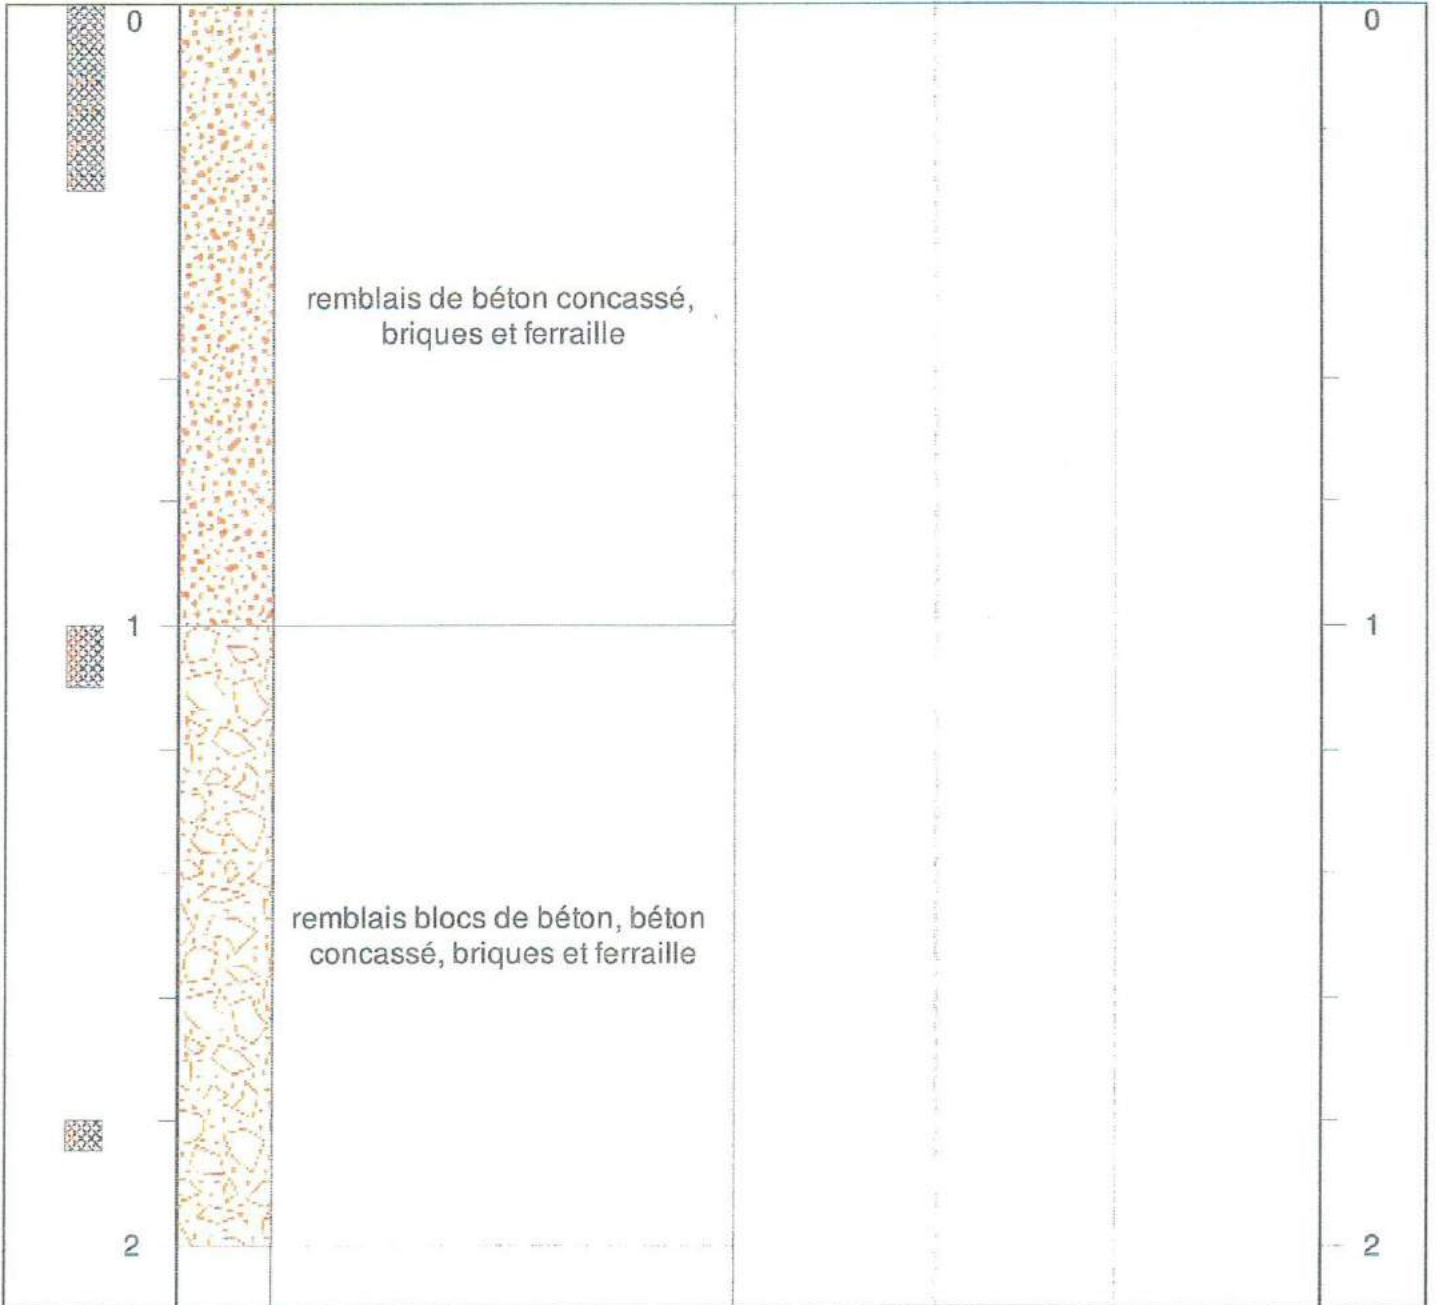 0 0
remblais de béton concassé,
briques et ferraille
1 1
remblais blocs de béton, béton
concassé, briques et ferraille
2 2